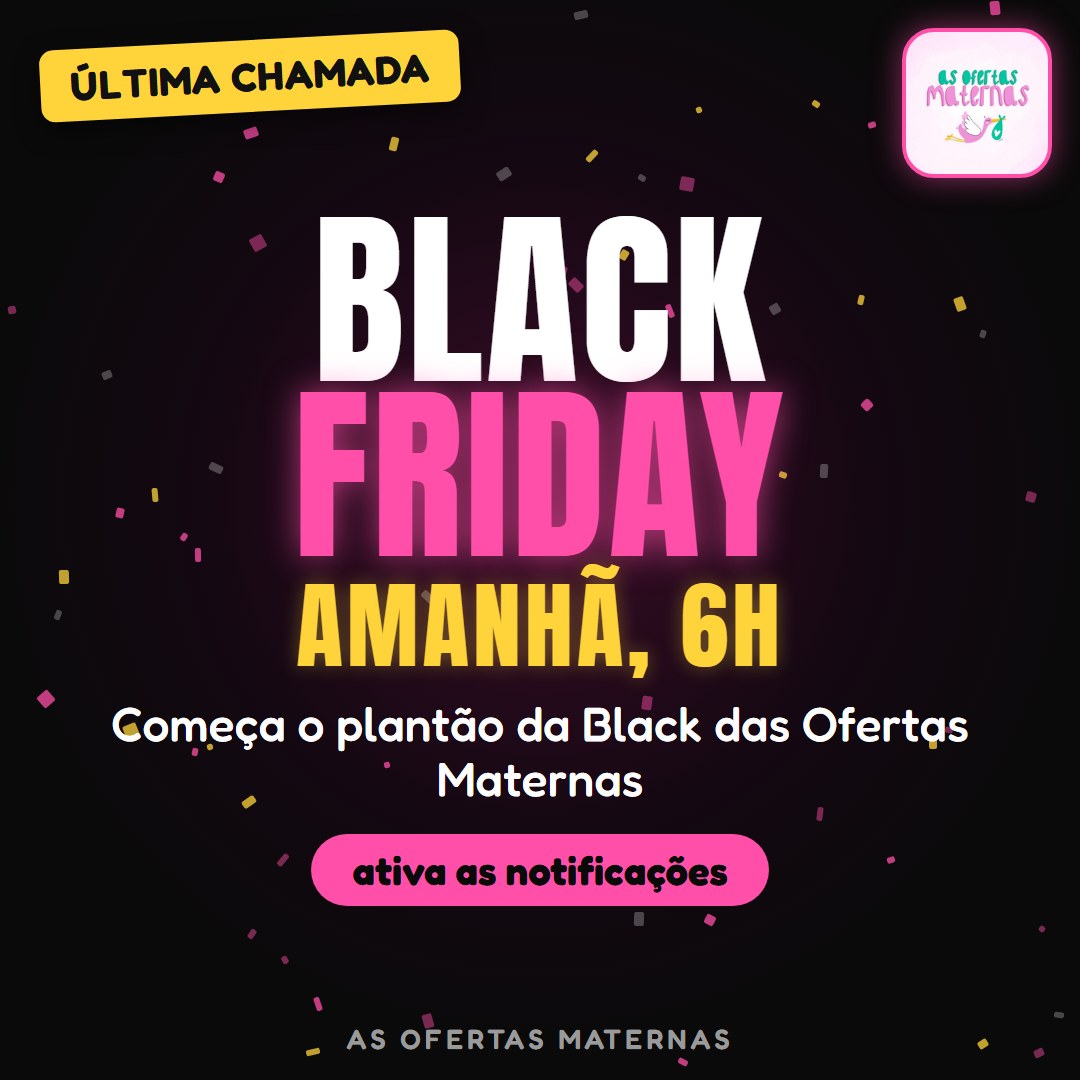 ÚLTIMA CHAMADA
as ofertas
maternas
BLACK
FRIDAY
AMANHÃ, 6H
Começa o plantão da Black das Ofertas
Maternas
ativa as notificações
AS OFERTAS MATERNAS